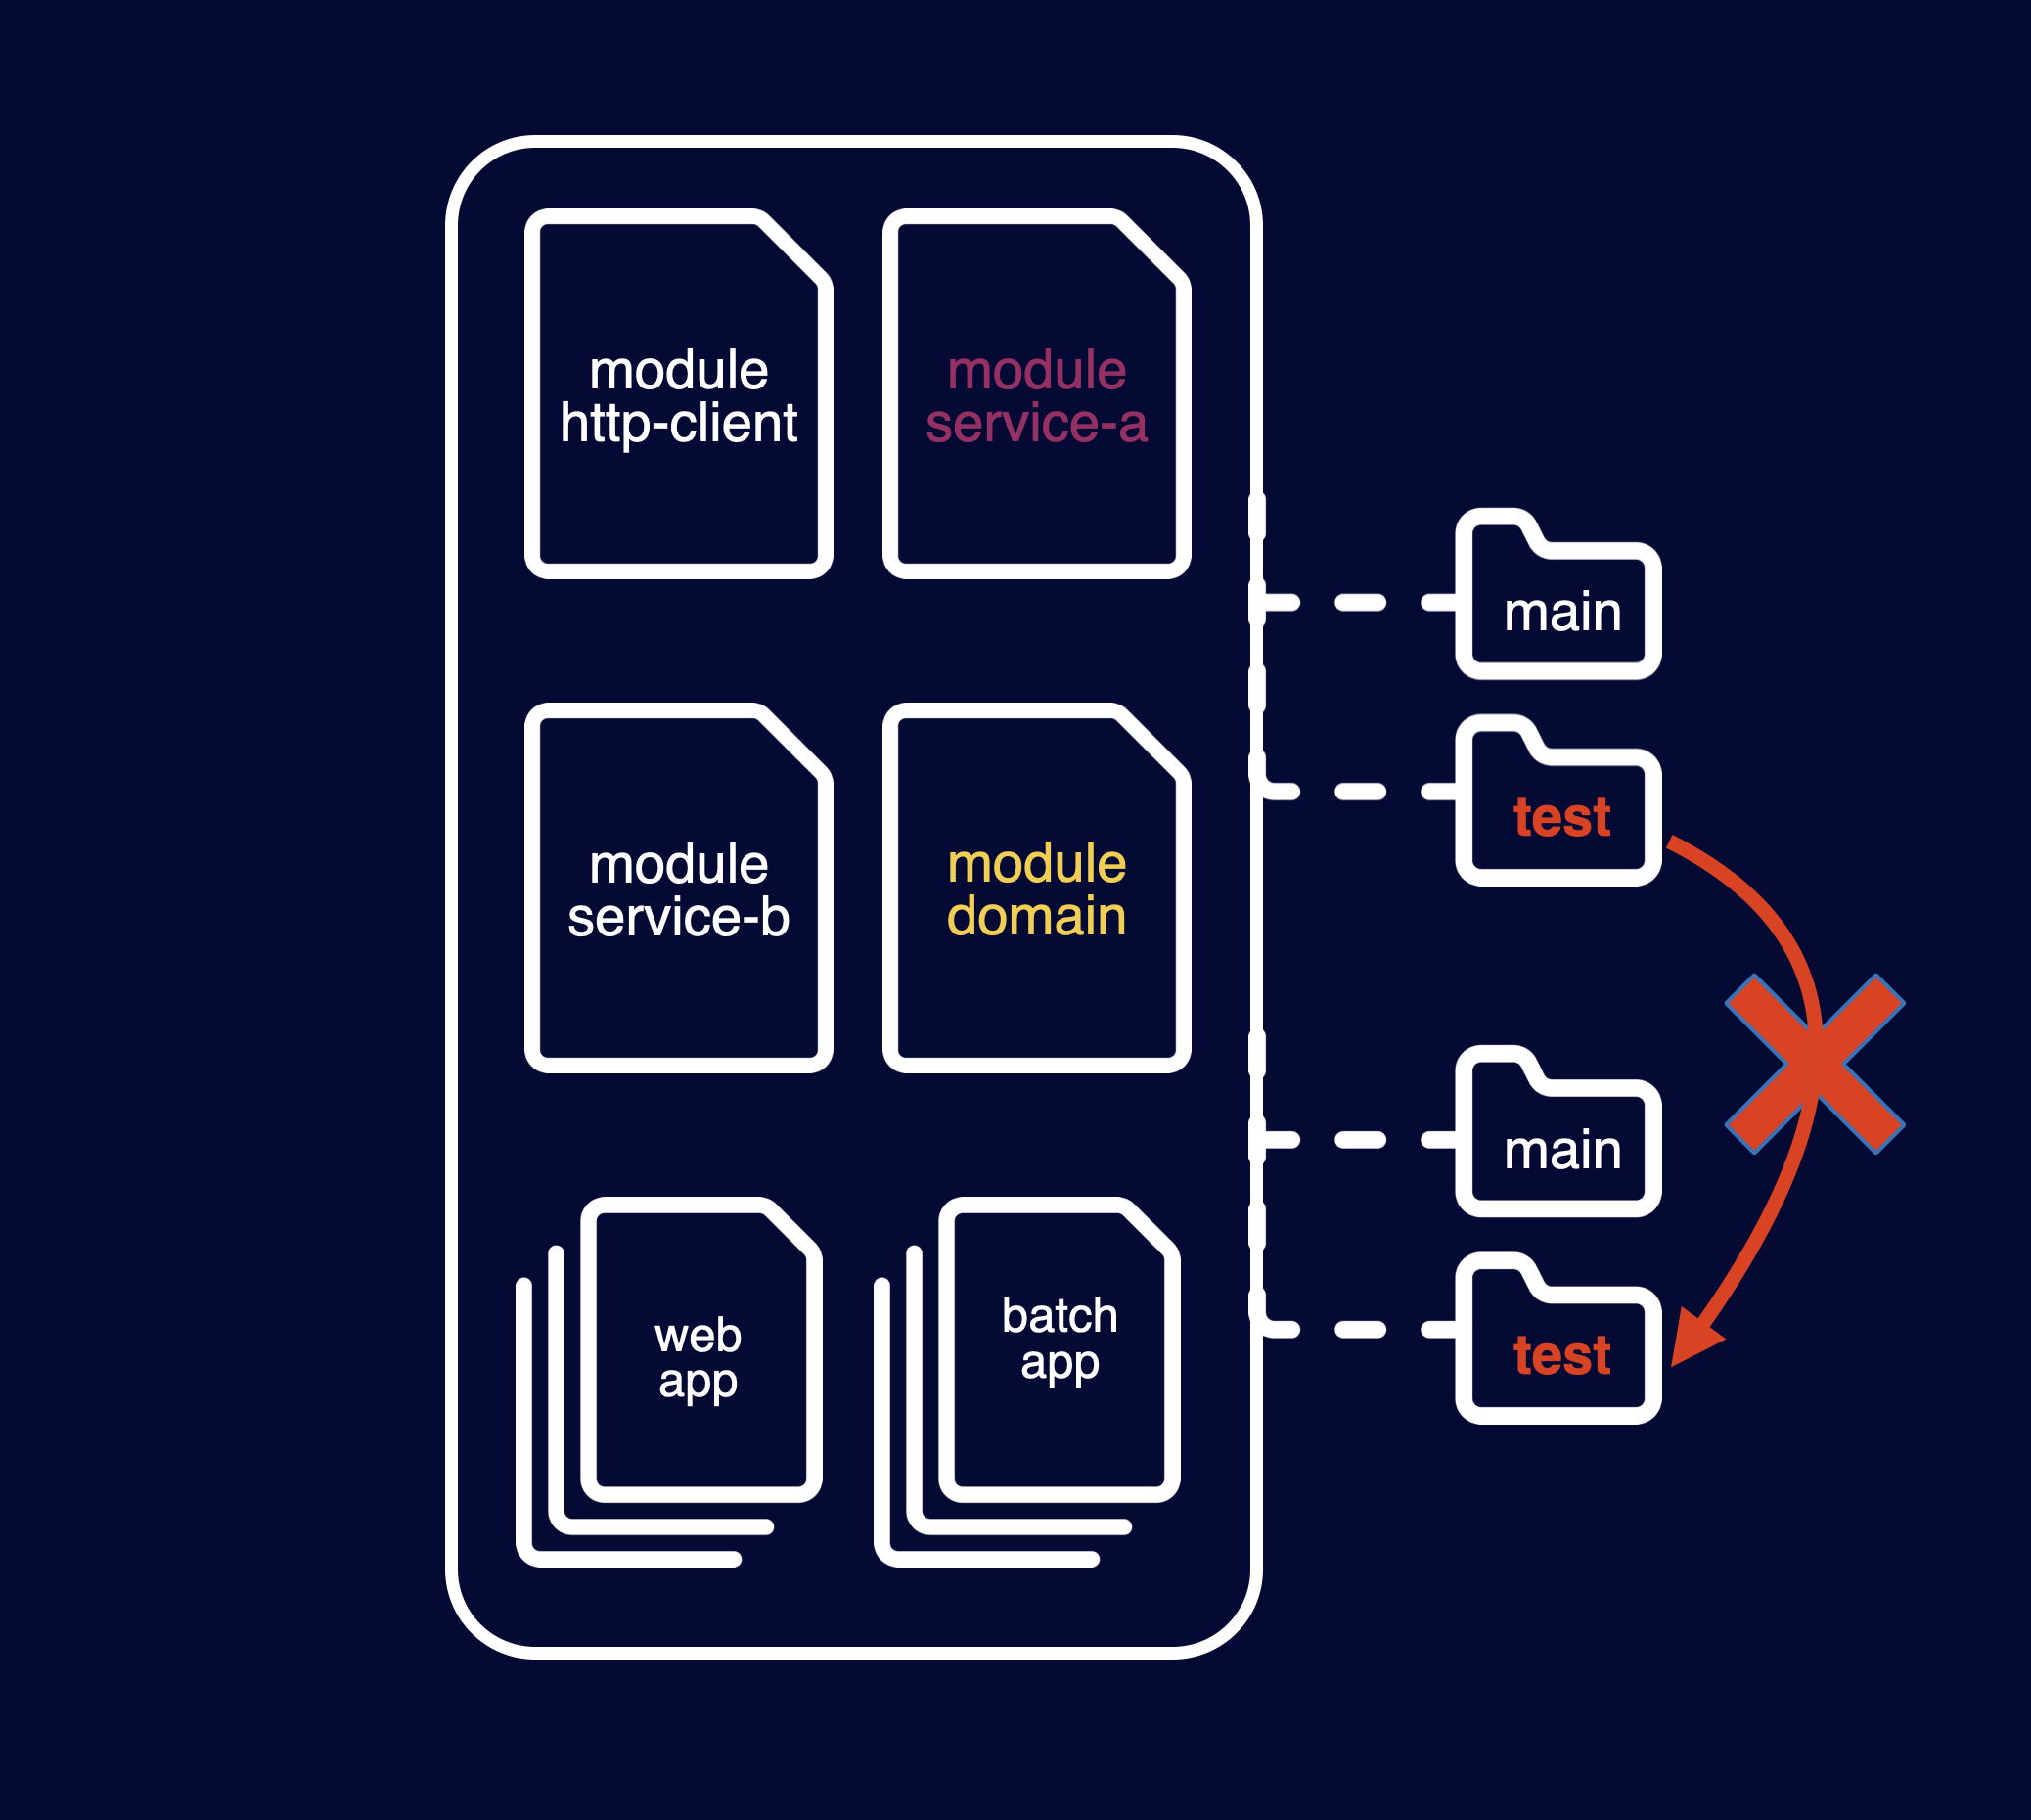 module
http-client
module
service-a
main
test
module
service-b
module
domain
main
test
web
app
batch
app